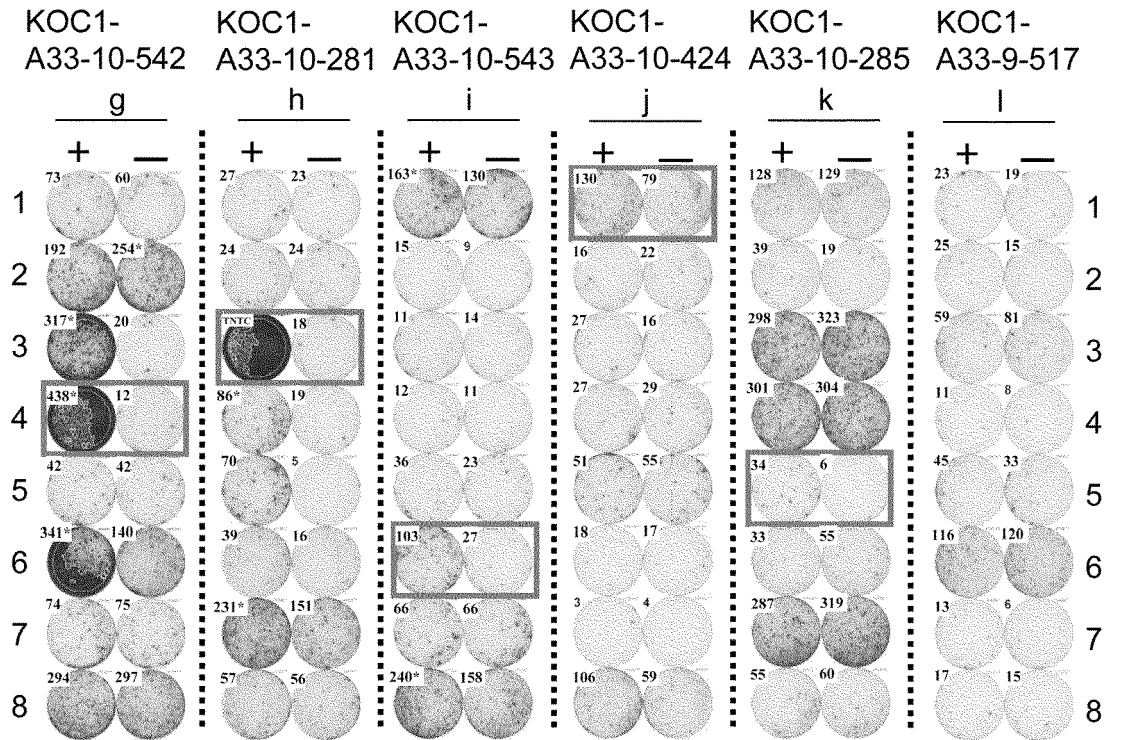 KOC1- KOC1- KOC1- KOC1- KOC1- KOC1-
A33-10-542 A33-10-281 A33-10-543 A33-10-424 A33-10-285 A33-9-517
g h i j k l
+ — + — + — + — + — + —
73 60 27 23 163* 130 130 79 128 129 23 19
1 1
192 254* 24 24 15 9 16 22 39 19 25 15
2 2
317* 20 TNTC 18 11 14 27 16 298 323 59 81
3 3
438* 12 86* 19 12 11 27 29 301 304 11 8
4 4
42 42 70 5 36 23 51 55 34 6 45 33
5 5
341* 140 39 16 103 27 18 17 33 55 116 120
6 6
74 75 231* 151 66 66 3 4 287 319 13 6
7 7
294 297 57 56 240* 158 106 59 55 60 17 15
8 8